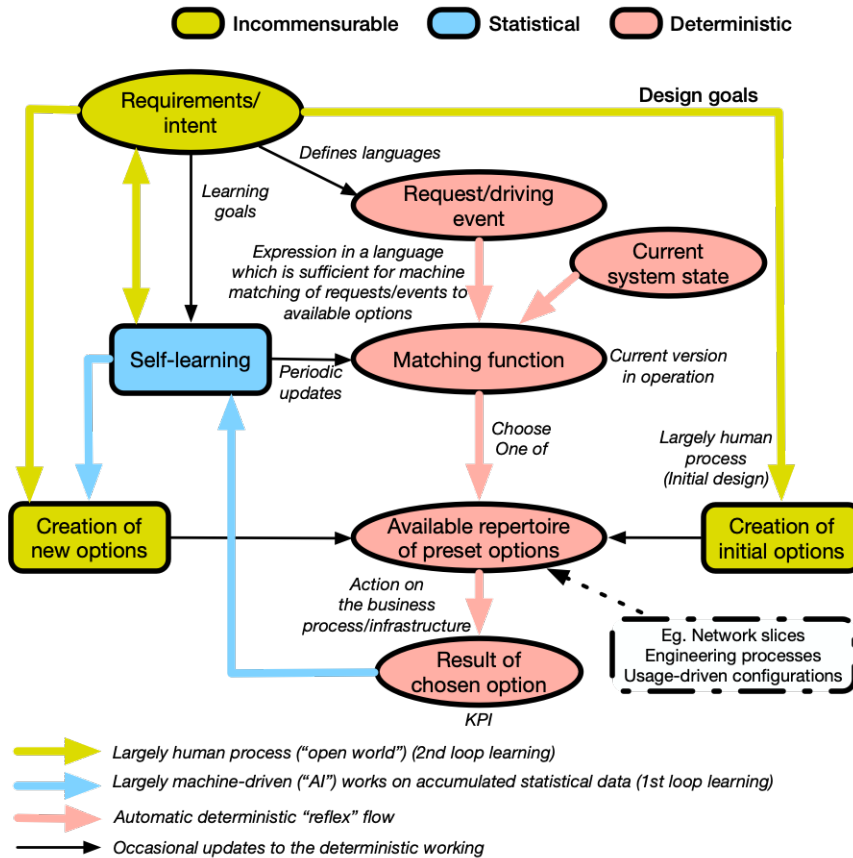 Incommensurable
Statistical
Deterministic
Requirements/
intent
Design goals
Defines languages
Learning
goals
Request/driving
event
Expression in a language
which is sufficient for machine
matching of requests/events to
available options
Current
system state
Self-learning
Periodic
updates
Matching function
Current version
in operation
Choose
One of
Largely human
process
(Initial design)
Creation of
new options
Available repertoire
of preset options
Creation of
initial options
Action on
the business
process/infrastructure
Eg. Network slices
Engineering processes
Usage-driven configurations
Result of
chosen option
KPI
Largely human process (“open world”) (2nd loop learning)
Largely machine-driven (“AI”) works on accumulated statistical data (1st loop learning)
Automatic deterministic “reflex” flow
Occasional updates to the deterministic working